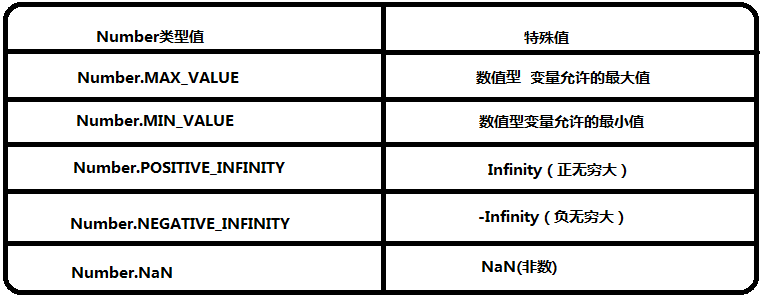 Number类型值 特殊值
Number.MAX_VALUE 数值型 变量允许的最大值
Number.MIN_VALUE 数值型变量允许的最小值
Number.POSITIVE_INFINITY Infinity ( 正无穷大 )
Number.NEGATIVE_INFINITY -Infinity ( 负无穷大 )
Number.NaN NaN(非数)